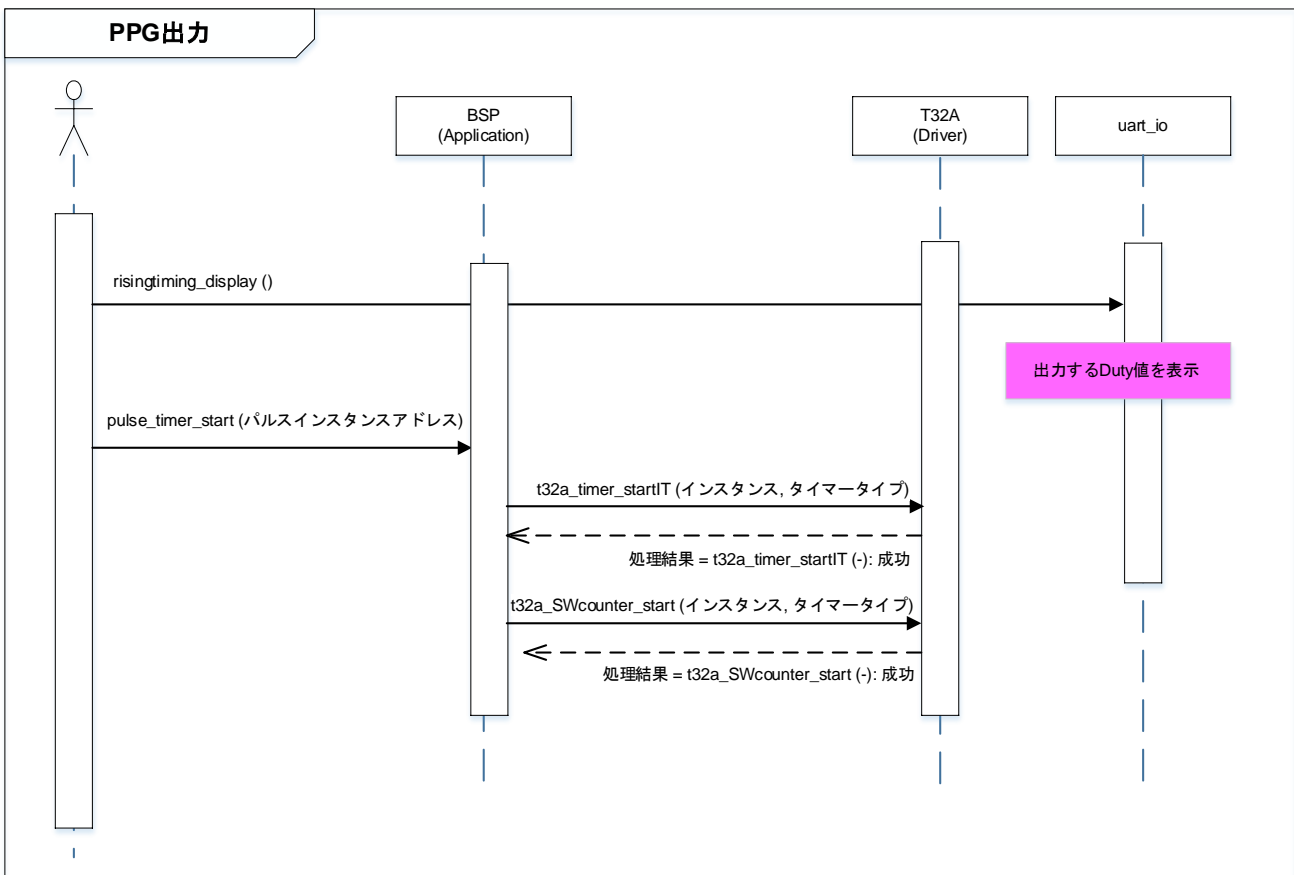 PPG出力
BSP
(Application)
T32A
(Driver)
uart_io
risingtiming_display ()
出力するDuty値を表示
pulse_timer_start (パルスインスタンスアドレス)
t32a_timer_startIT (インスタンス, タイマータイプ)
処理結果 = t32a_timer_startIT (-): 成功
t32a_SWcounter_start (インスタンス, タイマータイプ)
処理結果 = t32a_SWcounter_start (-): 成功